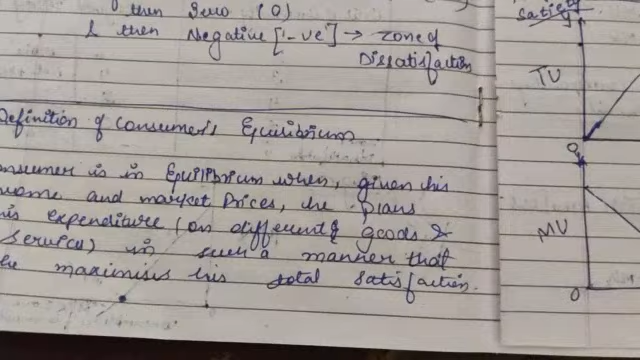 then Zero (0)
& then Negative ['-ve'] → Zone of
Dissatisfaction
Definition of Consumer's Equilibrium
onsumer is in Equilibrium when, given his
ncome and market Prices, he plans
his expenditure (on different goods &
services) in such a manner that
he maximises his total satisfaction.
Satiety
TU
O
MU
O